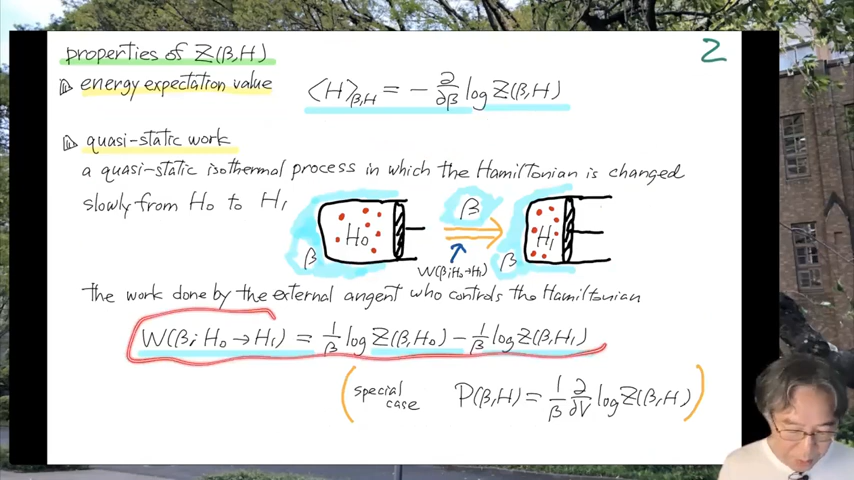 properties of Z(β,H)
2
energy expectation value
⟨H⟩β,H = − ∂/∂β log Z(β,H)
quasi-static work
a quasi-static isothermal process in which the Hamiltonian is changed
slowly from H0 to H1
β
H0
β
W(β;H0→H1)
β
H1
the work done by the external angent who controls the Hamiltonian
W(β; H0 → H1) = 1/β log Z(β,H0) − 1/β log Z(β,H1)
(special case P(β,H) = 1/β ∂/∂V log Z(β,H))